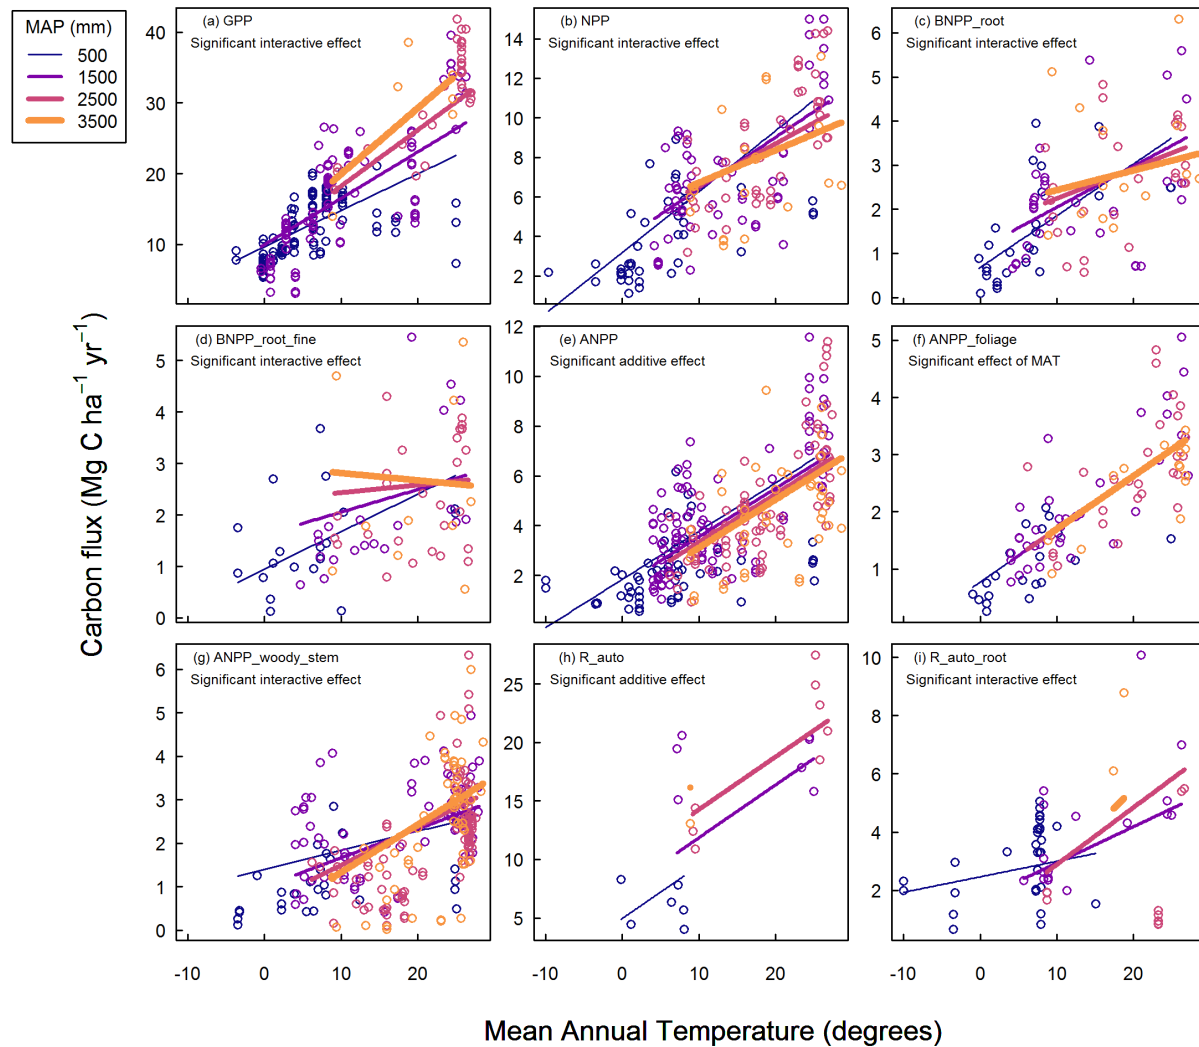 MAP (mm)
500
1500
2500
3500
(a) GPP
Significant interactive effect
40
30
20
10
(b) NPP
Significant interactive effect
14
12
10
8
6
4
2
(c) BNPP_root
Significant interactive effect
6
5
4
3
2
1
0
(d) BNPP_root_fine
Significant interactive effect
5
4
3
2
1
0
(e) ANPP
Significant additive effect
12
10
8
6
4
2
(f) ANPP_foliage
Significant effect of MAT
5
4
3
2
1
(g) ANPP_woody_stem
Significant interactive effect
6
5
4
3
2
1
0
(h) R_auto
Significant additive effect
25
20
15
10
5
(i) R_auto_root
Significant interactive effect
10
8
6
4
2
-10 0 10 20
-10 0 10 20
-10 0 10 20
Carbon flux (Mg C ha⁻¹ yr⁻¹)
Mean Annual Temperature (degrees)